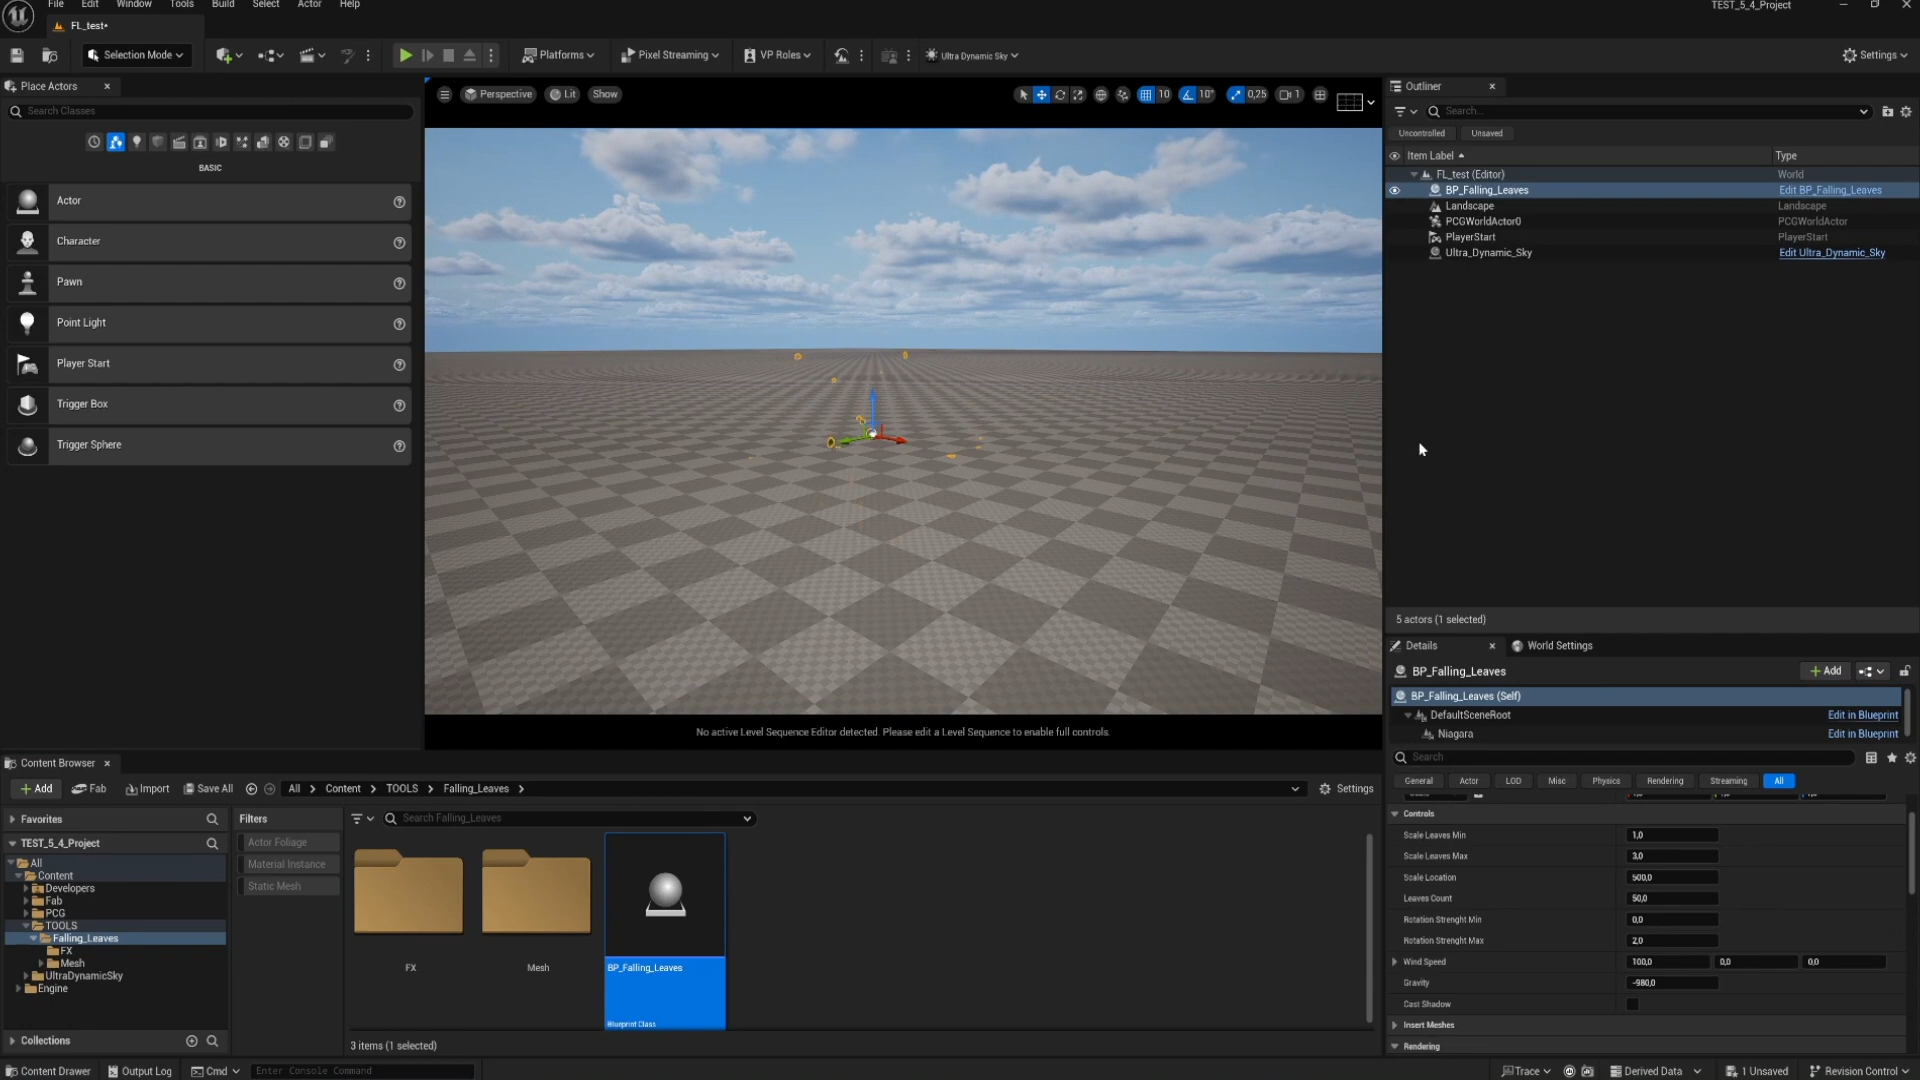 File Edit Window Tools Build Select Actor Help
TEST_5_4_Project
FL_test•
Selection Mode
Platforms
Pixel Streaming
VP Roles
Ultra Dynamic Sky
Settings
Place Actors
Search Classes
BASIC
Actor
Character
Pawn
Point Light
Player Start
Trigger Box
Trigger Sphere
Perspective Lit Show
10 10° 0,25 1
No active Level Sequence Editor detected. Please edit a Level Sequence to enable full controls.
Outliner
Search...
Uncontrolled Unsaved
Item Label Type
FL_test (Editor) World
BP_Falling_Leaves Edit BP_Falling_Leaves
Landscape Landscape
PCGWorldActor0 PCGWorldActor
PlayerStart PlayerStart
Ultra_Dynamic_Sky Edit Ultra_Dynamic_Sky
5 actors (1 selected)
Details World Settings
BP_Falling_Leaves
Add
BP_Falling_Leaves (Self)
DefaultSceneRoot Edit in Blueprint
Niagara Edit in Blueprint
Search
General Actor LOD Misc Physics Rendering Streaming All
Controls
Scale Leaves Min 1,0
Scale Leaves Max 3,0
Scale Location 500,0
Leaves Count 50,0
Rotation Strenght Min 0,0
Rotation Strenght Max 2,0
Wind Speed 100,0 0,0 0,0
Gravity -980,0
Cast Shadow
Insert Meshes
Rendering
Content Browser
Add Fab Import Save All All Content TOOLS Falling_Leaves Settings
Favorites
TEST_5_4_Project
All
Content
Developers
Fab
PCG
TOOLS
Falling_Leaves
FX
Mesh
UltraDynamicSky
Engine
Collections
Filters
Actor Foliage
Material Instance
Static Mesh
Search Falling_Leaves
FX
Mesh
BP_Falling_Leaves
Blueprint Class
3 items (1 selected)
Content Drawer Output Log Cmd Enter Console Command
Trace Derived Data 1 Unsaved Revision Control